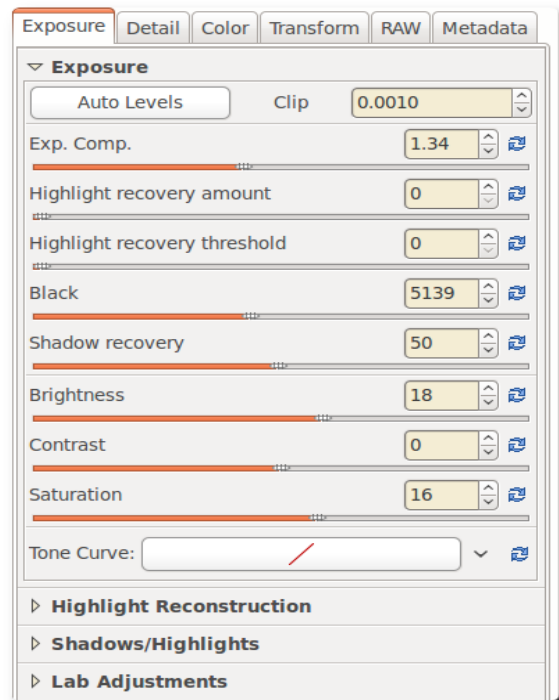 Exposure Detail Color Transform RAW Metadata
Exposure
Auto Levels Clip 0.0010
Exp. Comp. 1.34
Highlight recovery amount 0
Highlight recovery threshold 0
Black 5139
Shadow recovery 50
Brightness 18
Contrast 0
Saturation 16
Tone Curve:
Highlight Reconstruction
Shadows/Highlights
Lab Adjustments